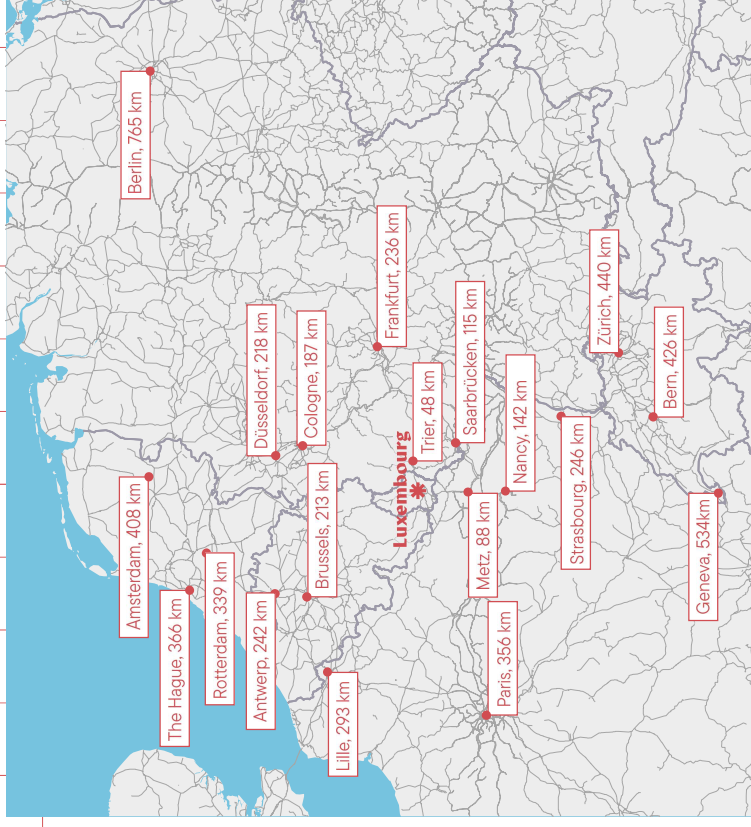 Amsterdam, 408 km
Berlin, 765 km
The Hague, 366 km
Rotterdam, 339 km
Antwerp, 242 km
Düsseldorf, 218 km
Brussels, 213 km
Cologne, 187 km
Lille, 293 km
Frankfurt, 236 km
Luxembourg
Trier, 48 km
Saarbrücken, 115 km
Metz, 88 km
Paris, 356 km
Nancy, 142 km
Strasbourg, 246 km
Zürich, 440 km
Bern, 426 km
Geneva, 534km